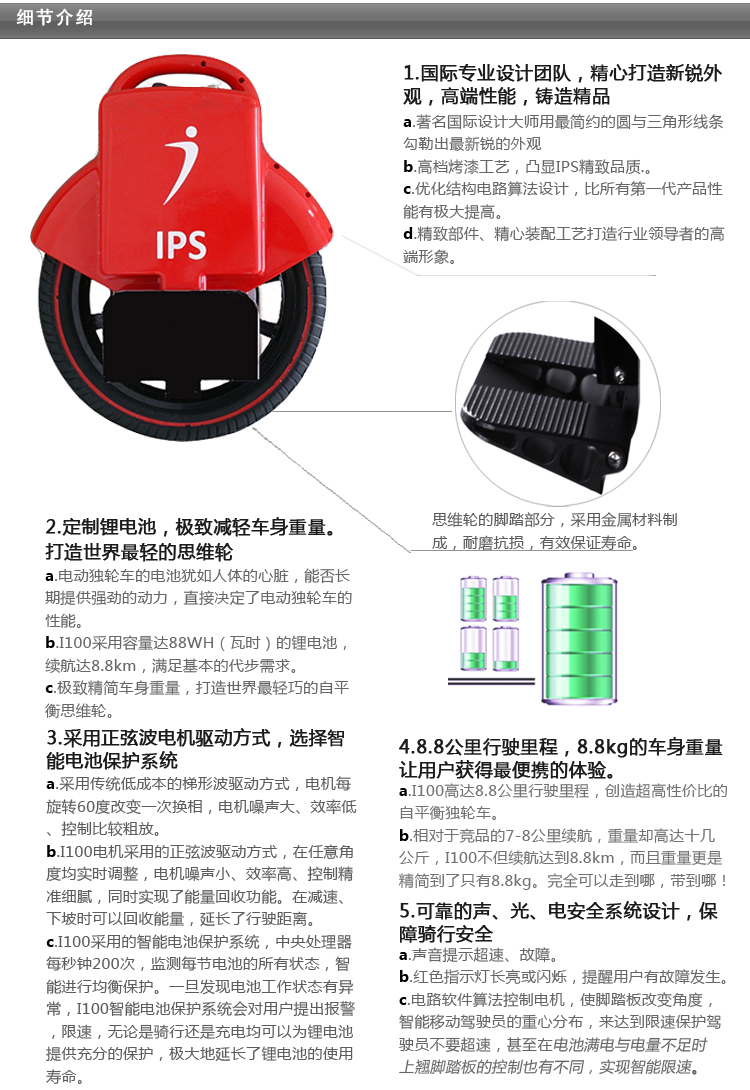 细节介绍
IPS
1.国际专业设计团队，精心打造新锐外
观，高端性能，铸造精品
a.著名国际设计大师用最简约的圆与三角形线条
勾勒出最新锐的外观
b.高档烤漆工艺，凸显IPS精致品质.。
c.优化结构电路算法设计，比所有第一代产品性
能有极大提高。
d.精致部件、精心装配工艺打造行业领导者的高
端形象。
思维轮的脚踏部分，采用金属材料制
成，耐磨抗损，有效保证寿命。
2.定制锂电池，极致减轻车身重量。
打造世界最轻的思维轮
a.电动独轮车的电池犹如人体的心脏，能否长
期提供强劲的动力，直接决定了电动独轮车的
性能。
b.I100采用容量达88WH（瓦时）的锂电池，
续航达8.8km，满足基本的代步需求。
c.极致精简车身重量，打造世界最轻巧的自平
衡思维轮。
3.采用正弦波电机驱动方式，选择智
能电池保护系统
a.采用传统低成本的梯形波驱动方式，电机每
旋转60度改变一次换相，电机噪声大、效率低
、控制比较粗放。
b.I100电机采用的正弦波驱动方式，在任意角
度均实时调整，电机噪声小、效率高、控制精
准细腻，同时实现了能量回收功能。在减速、
下坡时可以回收能量，延长了行驶距离。
c.I100采用的智能电池保护系统，中央处理器
每秒钟200次，监测每节电池的所有状态，智
能进行均衡保护。一旦发现电池工作状态有异
常，I100智能电池保护系统会对用户提出报警
，限速，无论是骑行还是充电均可以为锂电池
提供充分的保护，极大地延长了锂电池的使用
寿命。
4.8.8公里行驶里程，8.8kg的车身重量
让用户获得最便携的体验。
a.I100高达8.8公里行驶里程，创造超高性价比的
自平衡独轮车。
b.相对于竞品的7-8公里续航，重量却高达十几
公斤，I100不但续航达到8.8km，而且重量更是
精简到了只有8.8kg。完全可以走到哪，带到哪！
5.可靠的声、光、电安全系统设计，保
障骑行安全
a.声音提示超速、故障。
b.红色指示灯长亮或闪烁，提醒用户有故障发生。
c.电路软件算法控制电机，使脚踏板改变角度，
智能移动驾驶员的重心分布，来达到限速保护驾
驶员不要超速，甚至在电池满电与电量不足时
上翘脚踏板的控制也有不同，实现智能限速。